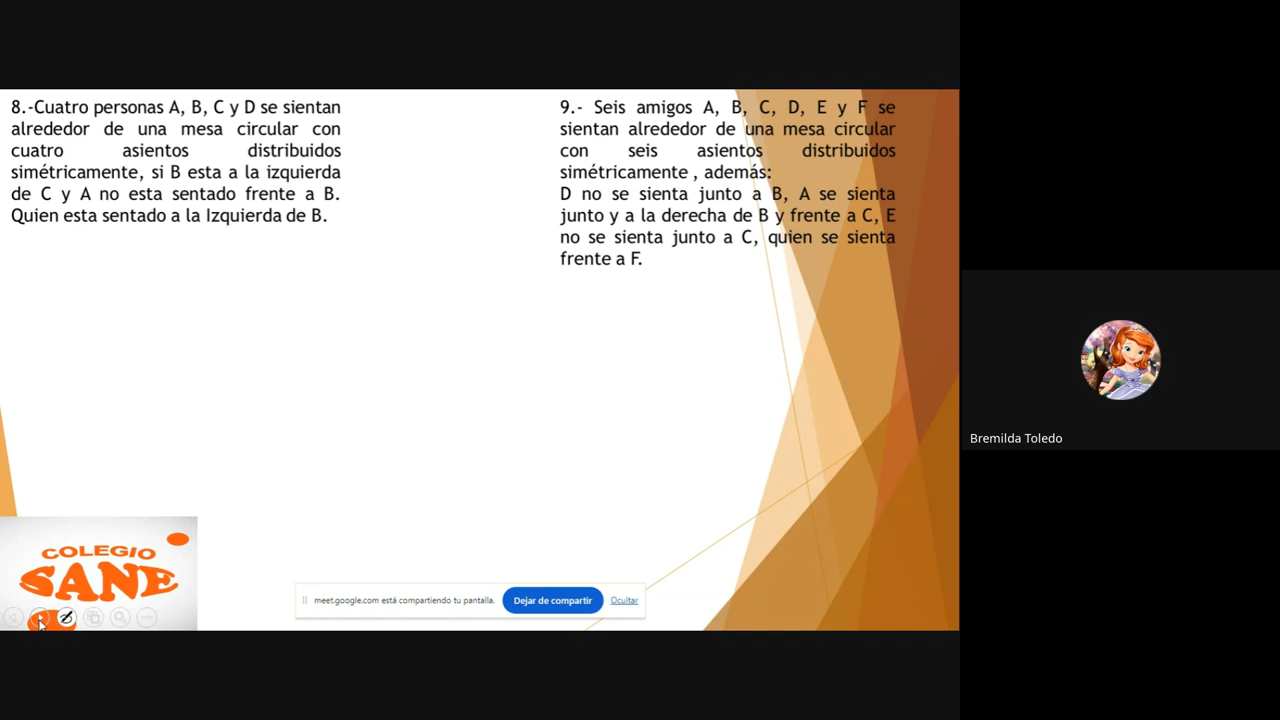 8.-Cuatro personas A, B, C y D se sientan
alrededor de una mesa circular con
cuatro asientos distribuidos
simétricamente, si B esta a la izquierda
de C y A no esta sentado frente a B.
Quien esta sentado a la Izquierda de B.
9.- Seis amigos A, B, C, D, E y F se
sientan alrededor de una mesa circular
con seis asientos distribuidos
simétricamente , además:
D no se sienta junto a B, A se sienta
junto y a la derecha de B y frente a C, E
no se sienta junto a C, quien se sienta
frente a F.
Bremilda Toledo
COLEGIO
SANE
meet.google.com está compartiendo tu pantalla.
Dejar de compartir
Ocultar